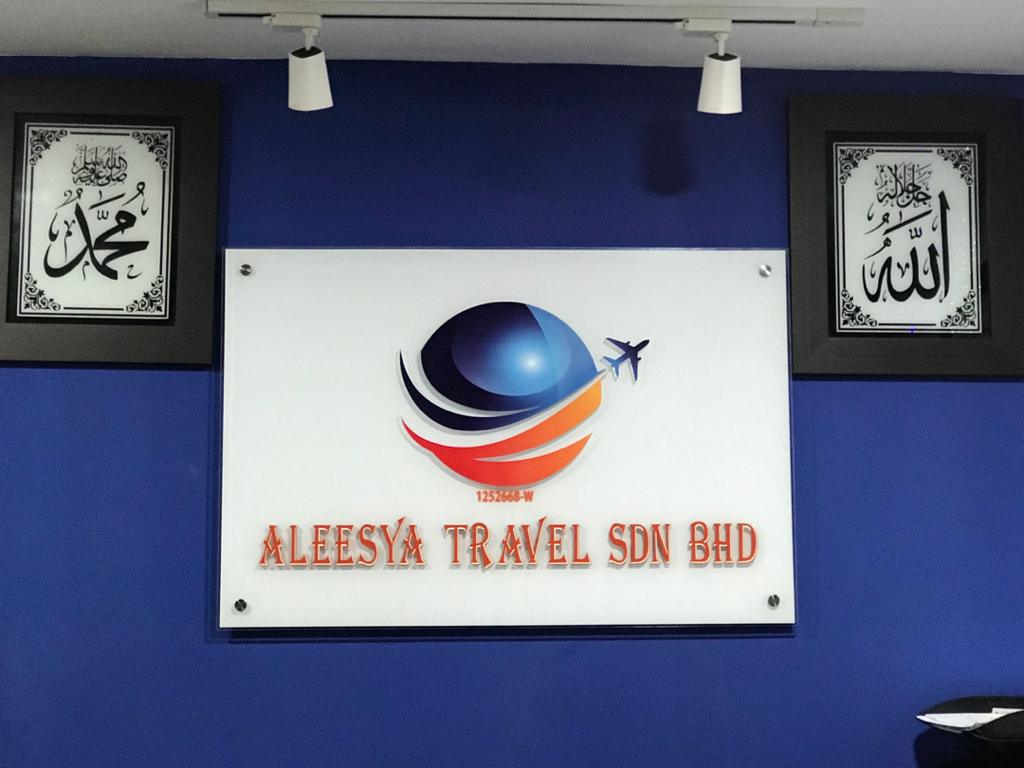 صلى الله عليه وسلم
محمد
جل جلاله
الله
1252668-W
ALEESYA TRAVEL SDN BHD